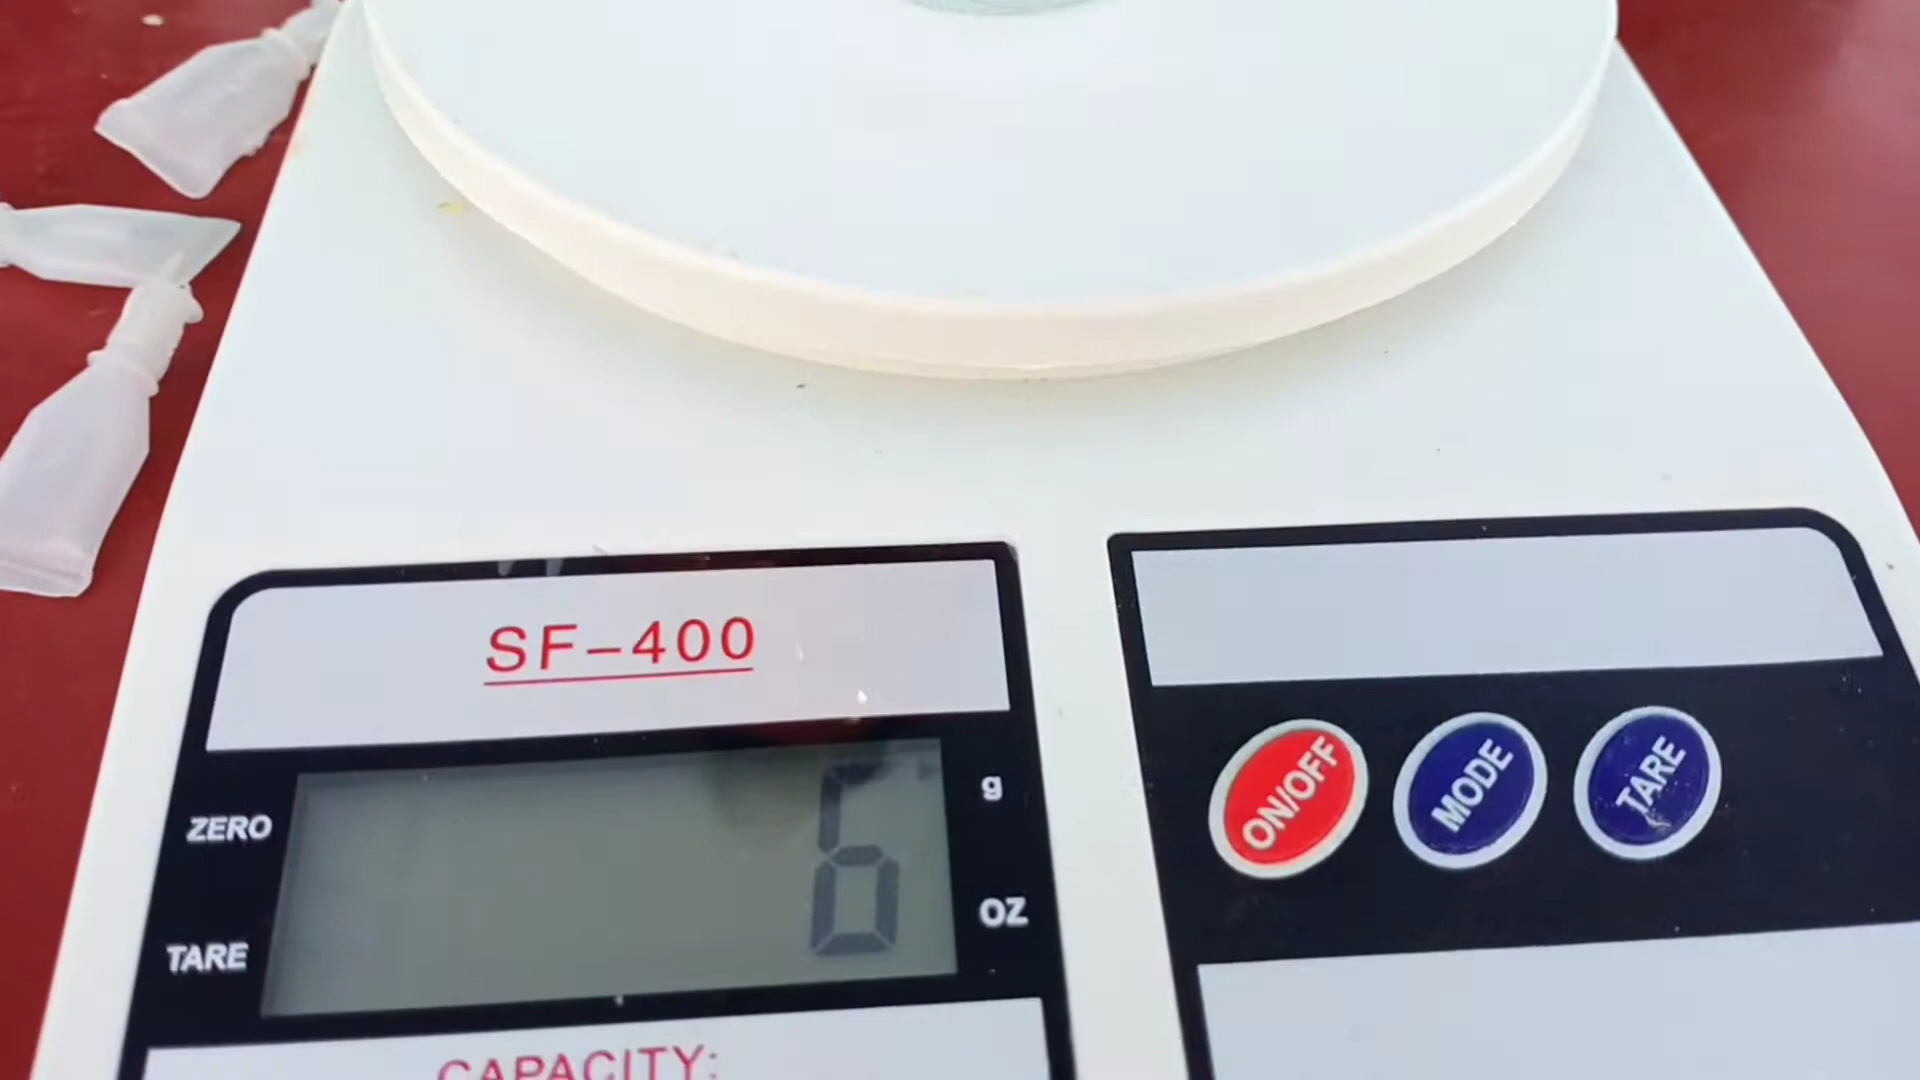 SF-400
ZERO
TARE
6
g
OZ
CAPACITY:
ON/OFF
MODE
TARE